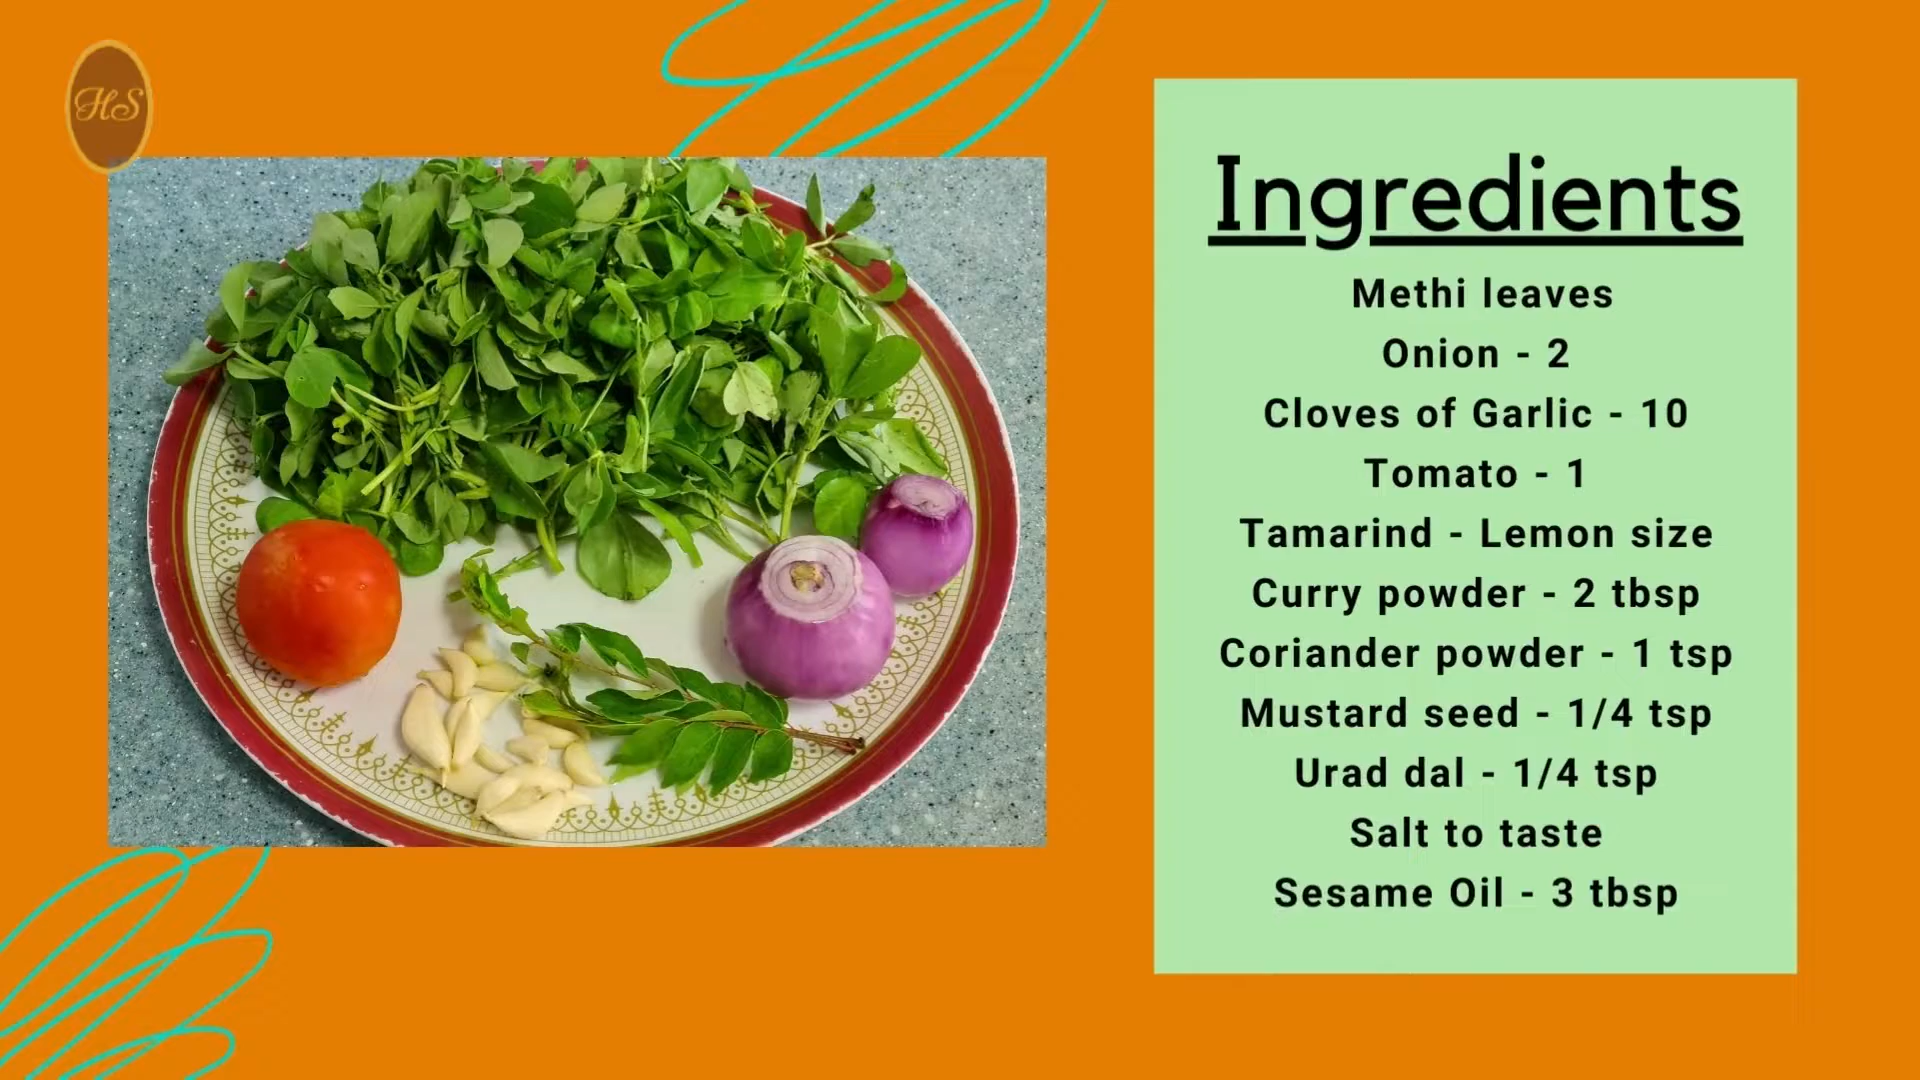 HS
Ingredients
Methi leaves
Onion - 2
Cloves of Garlic - 10
Tomato - 1
Tamarind - Lemon size
Curry powder - 2 tbsp
Coriander powder - 1 tsp
Mustard seed - 1/4 tsp
Urad dal - 1/4 tsp
Salt to taste
Sesame Oil - 3 tbsp